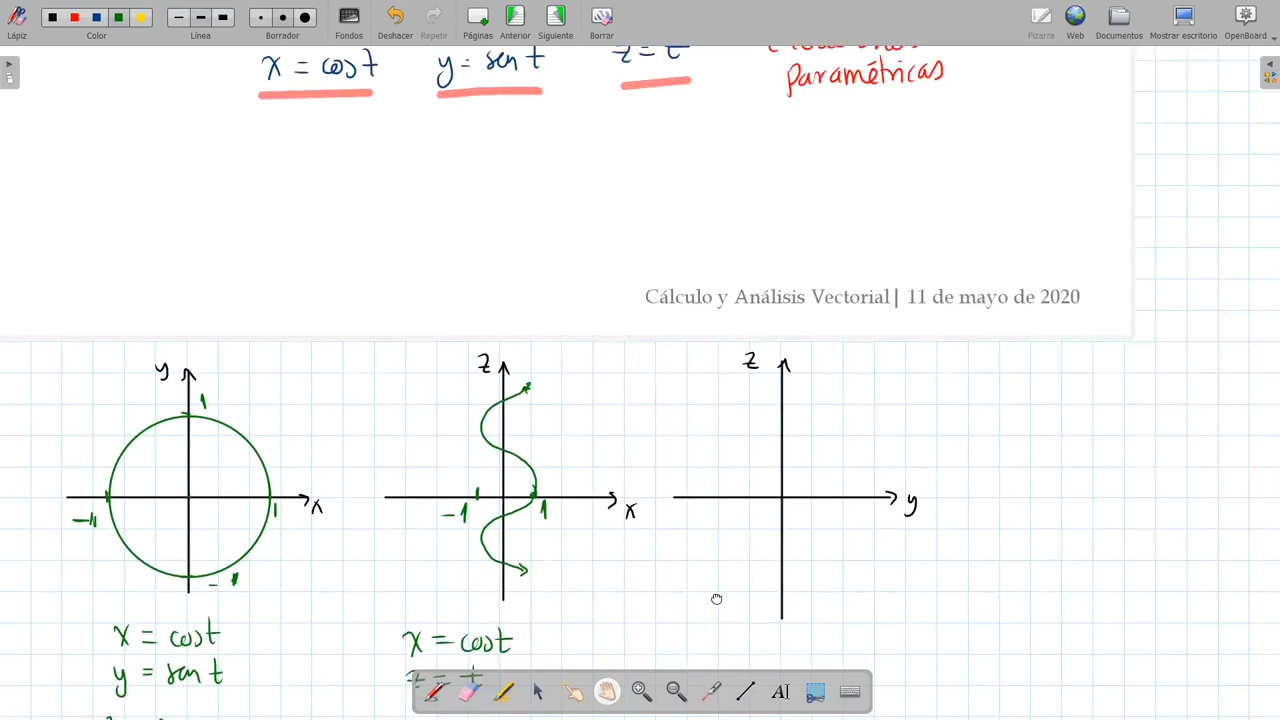 Lápiz Color Línea Borrador Fondos Deshacer Repetir Páginas Anterior Siguiente Borrar Pizarra Web Documentos Mostrar escritorio OpenBoard
x = cos t y = sen t z = t
paramétricas
Cálculo y Análisis Vectorial| 11 de mayo de 2020
y z z
1
-1 1 x -1 1 x y
-1
x = cos t x = cos t
y = sen t